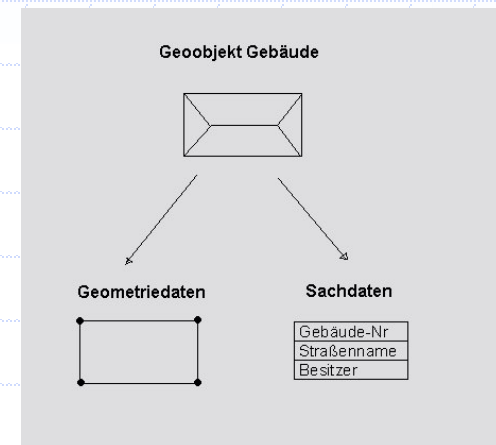 Geoobjekt Gebäude
Geometriedaten
Sachdaten
Gebäude-Nr
Straßenname
Besitzer